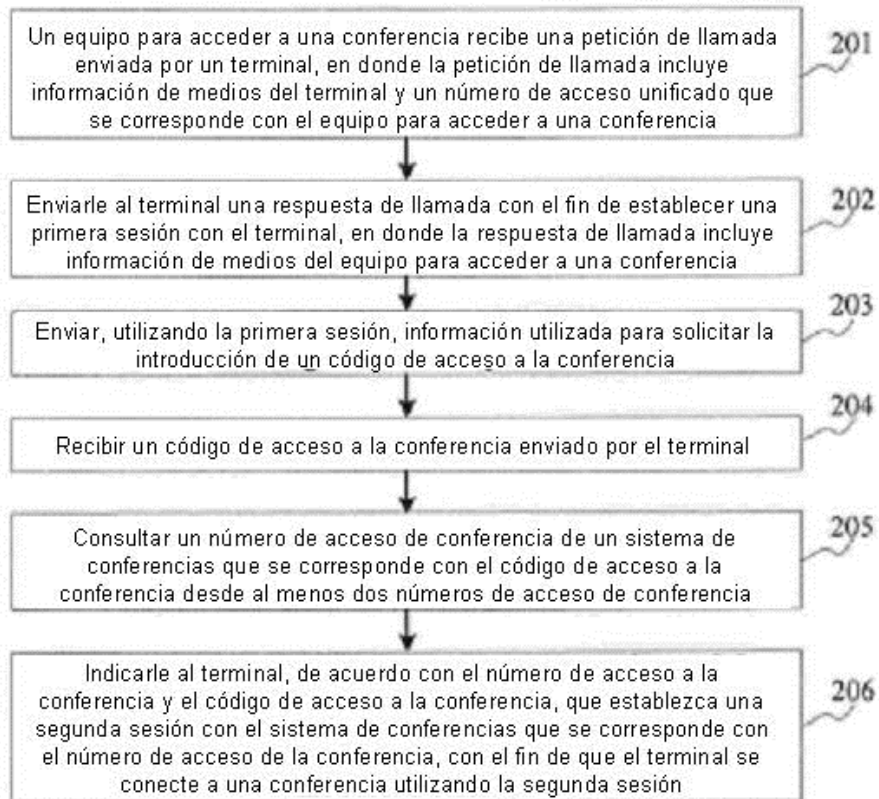 Un equipo para acceder a una conferencia recibe una petición de llamada
enviada por un terminal, en donde la petición de llamada incluye
información de medios del terminal y un número de acceso unificado que
se corresponde con el equipo para acceder a una conferencia
201
Enviarle al terminal una respuesta de llamada con el fin de establecer una
primera sesión con el terminal, en donde la respuesta de llamada incluye
información de medios del equipo para acceder a una conferencia
202
Enviar, utilizando la primera sesión, información utilizada para solicitar la
introducción de un código de acceso a la conferencia
203
Recibir un código de acceso a la conferencia enviado por el terminal
204
Consultar un número de acceso de conferencia de un sistema de
conferencias que se corresponde con el código de acceso a la
conferencia desde al menos dos números de acceso de conferencia
205
Indicarle al terminal, de acuerdo con el número de acceso a la
conferencia y el código de acceso a la conferencia, que establezca una
segunda sesión con el sistema de conferencias que se corresponde con
el número de acceso de la conferencia, con el fin de que el terminal se
conecte a una conferencia utilizando la segunda sesión
206